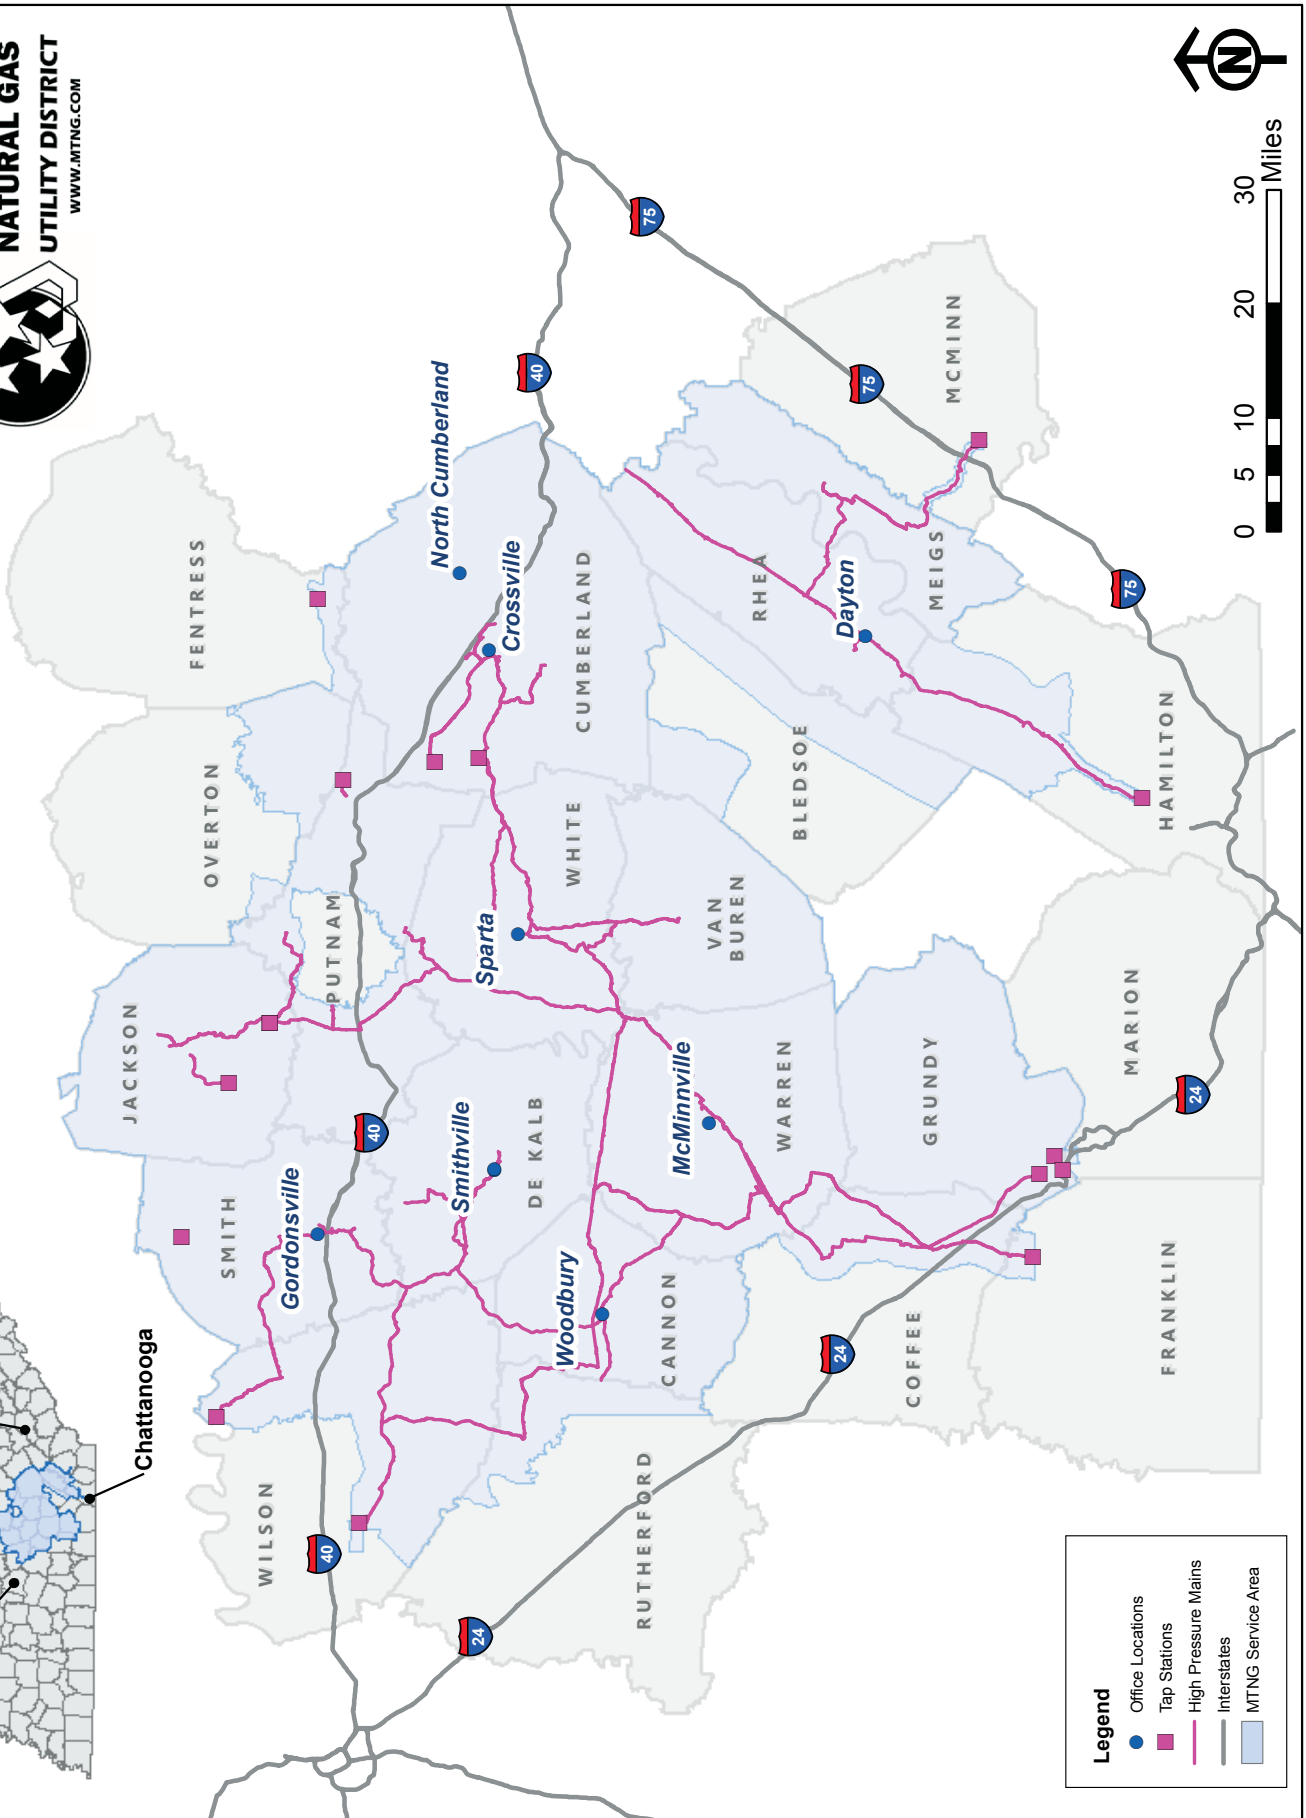 NATURAL GAS
UTILITY DISTRICT
WWW.MTNG.COM
Chattanooga
FENTRESS
OVERTON
JACKSON
SMITH
WILSON
PUTNAM
Gordonsville
40
40
40
North Cumberland
Crossville
CUMBERLAND
Sparta
WHITE
Smithville
DE KALB
24
Woodbury
CANNON
RUTHERFORD
McMinnville
WARREN
VAN
BUREN
75
RHEA
BLEDSOE
Dayton
24
75
MCMINN
MEIGS
GRUNDY
COFFEE
75
HAMILTON
MARION
24
FRANKLIN
N
0 5 10 20 30
Miles
Legend
Office Locations
Tap Stations
High Pressure Mains
Interstates
MTNG Service Area